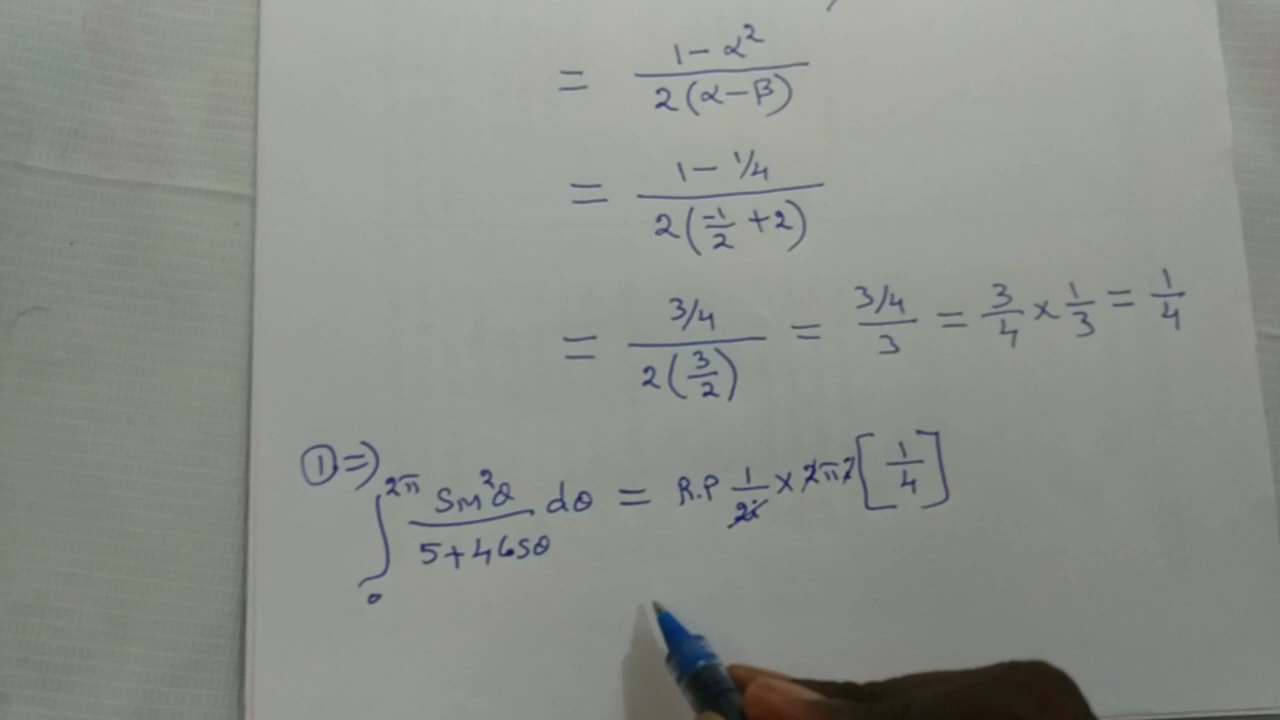 = 1 - α² / 2(α - β)
= 1 - 1/4 / 2(-1/2 + 2)
= 3/4 / 2(3/2) = 3/4 / 3 = 3/4 × 1/3 = 1/4
① ⇒ ∫₀^2π Sin²θ / 5+4Cosθ dθ = R.P 1/2i × 2πi [1/4]